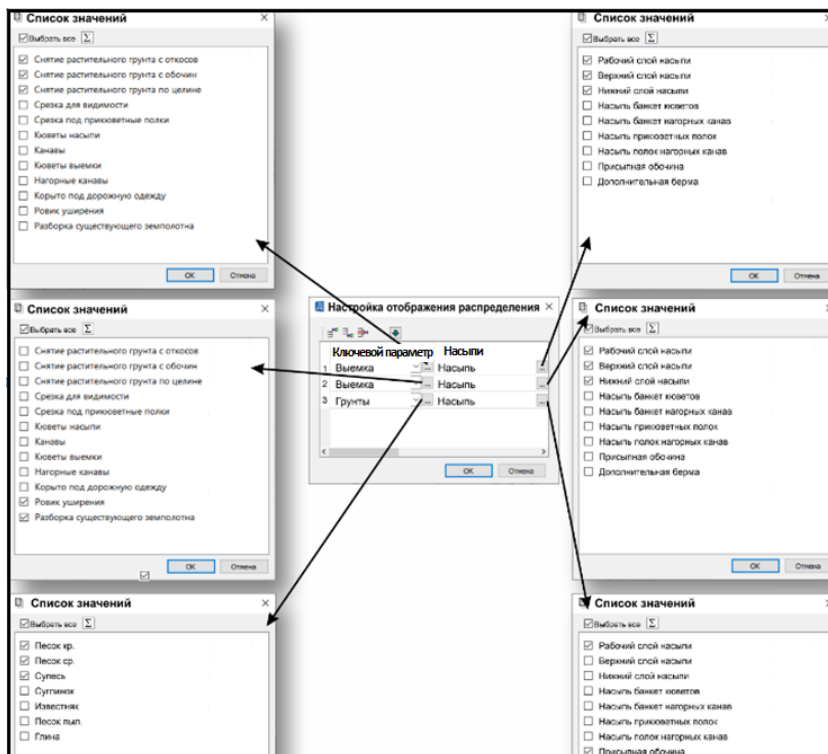 Список значений
Выбрать все Σ
Снятие растительного грунта с откосов
Снятие растительного грунта с обочин
Снятие растительного грунта по целине
Срезка для видимости
Срезка под прикюветные полки
Кюветы насыпи
Канавы
Кюветы выемки
Нагорные канавы
Корыто под дорожную одежду
Ровик уширения
Разборка существующего земполотна
ОК Отмена
Список значений
Выбрать все Σ
Рабочий слой насыпи
Верхний слой насыпи
Нижний слой насыпи
Насыпь банкет кюветов
Насыпь банкет нагорных канав
Насыпь прикюветных полок
Насыпь полок нагорных канав
Присыпная обочина
Дополнительная берма
ОК Отмена
Настройка отображения распределения
Ключевой параметр Насыпи
1 Выемка ... Насыпь ...
2 Выемка ... Насыпь ...
3 Грунты ... Насыпь ...
ОК Отмена
Список значений
Выбрать все Σ
Снятие растительного грунта с откосов
Снятие растительного грунта с обочин
Снятие растительного грунта по целине
Срезка для видимости
Срезка под прикюветные полки
Кюветы насыпи
Канавы
Кюветы выемки
Нагорные канавы
Корыто под дорожную одежду
Ровик уширения
Разборка существующего земполотна
ОК Отмена
Список значений
Выбрать все Σ
Рабочий слой насыпи
Верхний слой насыпи
Нижний слой насыпи
Насыпь банкет кюветов
Насыпь банкет нагорных канав
Насыпь прикюветных полок
Насыпь полок нагорных канав
Присыпная обочина
Дополнительная берма
ОК Отмена
Список значений
Выбрать все Σ
Песок кр.
Песок ср.
Супесь
Суглинок
Известняк
Песок пыл.
Глина
Список значений
Выбрать все Σ
Рабочий слой насыпи
Верхний слой насыпи
Нижний слой насыпи
Насыпь банкет кюветов
Насыпь банкет нагорных канав
Насыпь прикюветных полок
Насыпь полок нагорных канав
Присыпная обочина